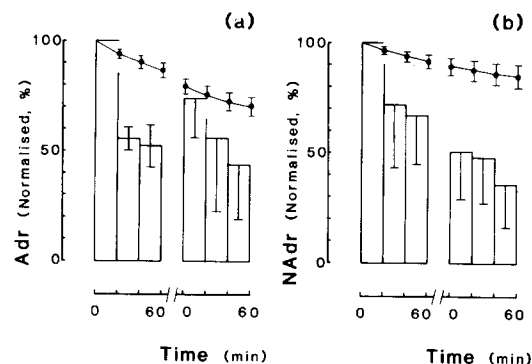 (a)
100
50
0
Adr (Normalised, %)
0 60 0 60
Time (min)
(b)
100
50
0
NAdr (Normalised, %)
0 60 0 60
Time (min)